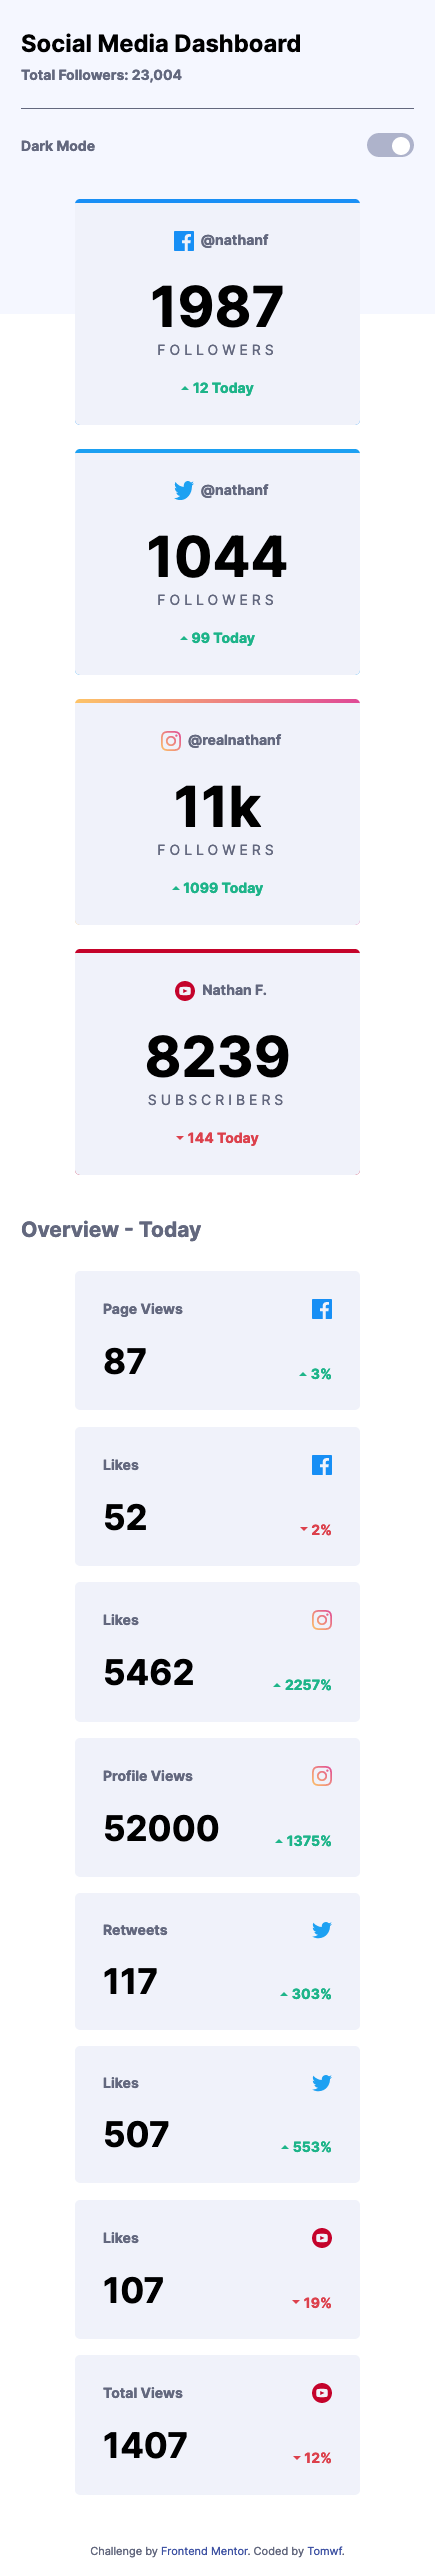 Social Media Dashboard
Total Followers: 23,004
Dark Mode
@nathanf
1987
FOLLOWERS
12 Today
@nathanf
1044
FOLLOWERS
99 Today
@realnathanf
11k
FOLLOWERS
1099 Today
Nathan F.
8239
SUBSCRIBERS
144 Today
Overview - Today
Page Views
87
3%
Likes
52
2%
Likes
5462
2257%
Profile Views
52000
1375%
Retweets
117
303%
Likes
507
553%
Likes
107
19%
Total Views
1407
12%
Challenge by Frontend Mentor. Coded by Tomwf.